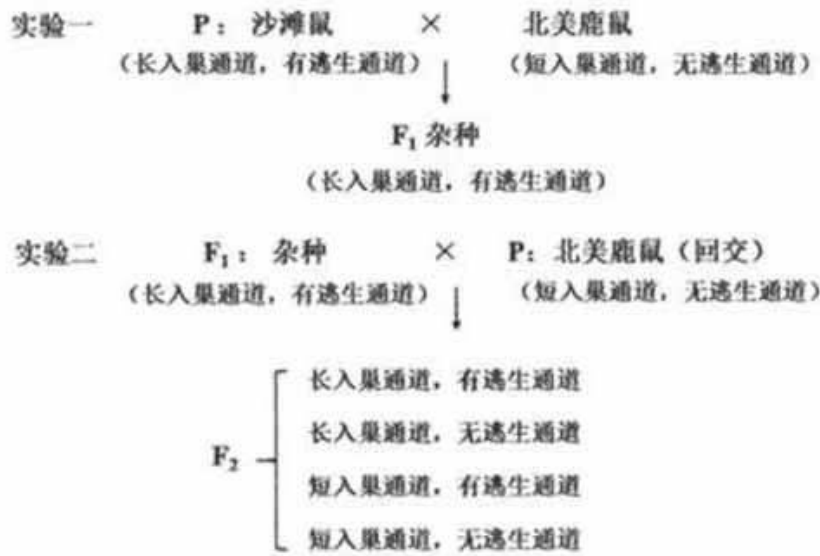 实验一 P：沙滩鼠 × 北美鹿鼠
（长入巢通道，有逃生通道） （短入巢通道，无逃生通道）
F₁ 杂种
（长入巢通道，有逃生通道）
实验二 F₁：杂种 × P：北美鹿鼠（回交）
（长入巢通道，有逃生通道） （短入巢通道，无逃生通道）
长入巢通道，有逃生通道
长入巢通道，无逃生通道
F₂
短入巢通道，有逃生通道
短入巢通道，无逃生通道